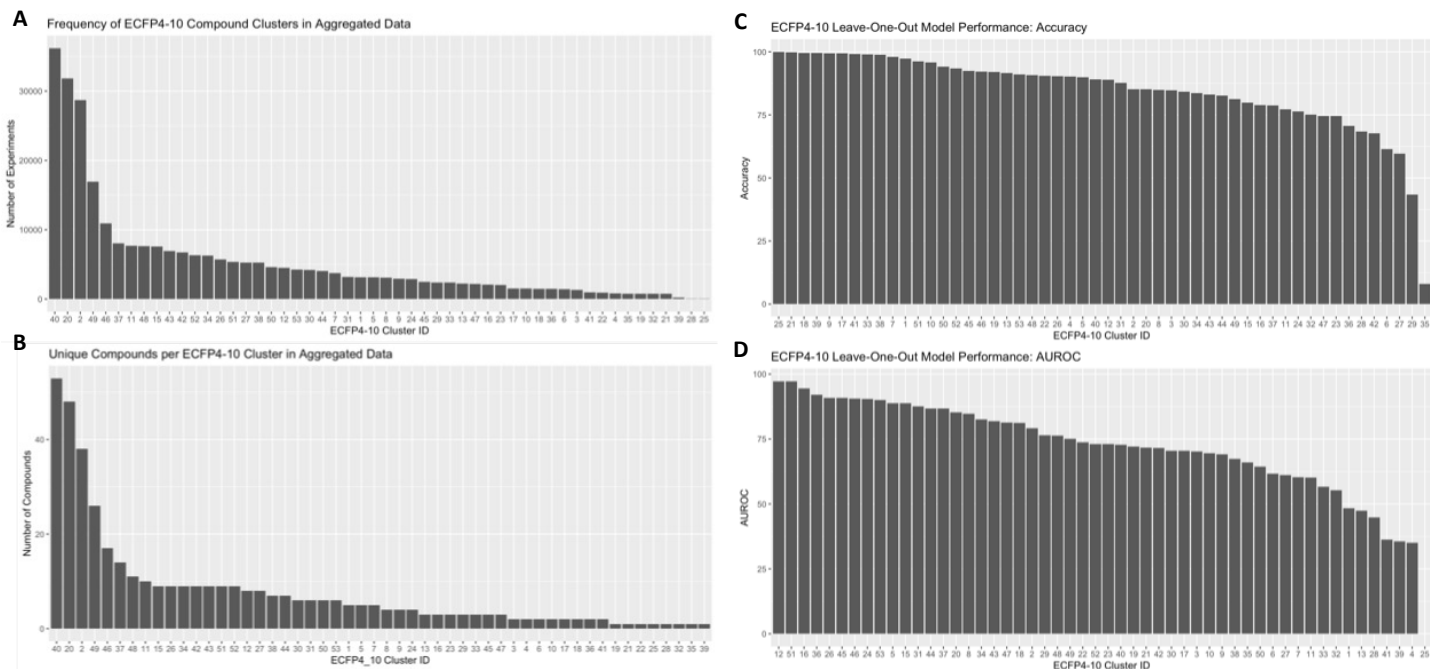 A
Frequency of ECFP4-10 Compound Clusters in Aggregated Data
Number of Experiments
30000
20000
10000
0
40 20 2 49 46 37 11 48 15 43 42 52 34 26 51 27 38 50 12 53 30 44 7 31 1 5 8 9 24 45 29 33 13 47 16 23 17 10 18 36 6 3 41 22 4 35 19 32 21 39 28 25
ECFP4-10 Cluster ID
B
Unique Compounds per ECFP4-10 Cluster in Aggregated Data
Number of Compounds
40
20
0
40 20 2 49 46 37 48 11 15 26 34 42 43 51 52 12 27 38 44 30 31 50 53 1 5 7 8 9 24 13 16 23 29 33 45 47 3 4 6 10 17 18 36 41 19 21 22 25 28 32 35 39
ECFP4_10 Cluster ID
C
ECFP4-10 Leave-One-Out Model Performance: Accuracy
Accuracy
100
75
50
25
0
25 21 18 39 9 17 41 33 38 7 1 51 10 50 52 45 46 19 13 53 48 22 26 4 5 40 12 31 2 20 8 3 30 34 43 44 49 15 16 37 11 24 32 47 23 36 28 42 6 27 29 35
ECFP4-10 Cluster ID
D
ECFP4-10 Leave-One-Out Model Performance: AUROC
AUROC
100
75
50
25
0
12 51 16 36 26 45 46 24 53 5 15 31 44 37 20 8 34 43 47 18 2 29 48 49 22 52 23 40 19 21 42 30 17 3 10 9 38 35 50 6 27 7 11 33 32 1 13 28 41 39 4 25
ECFP4-10 Cluster ID